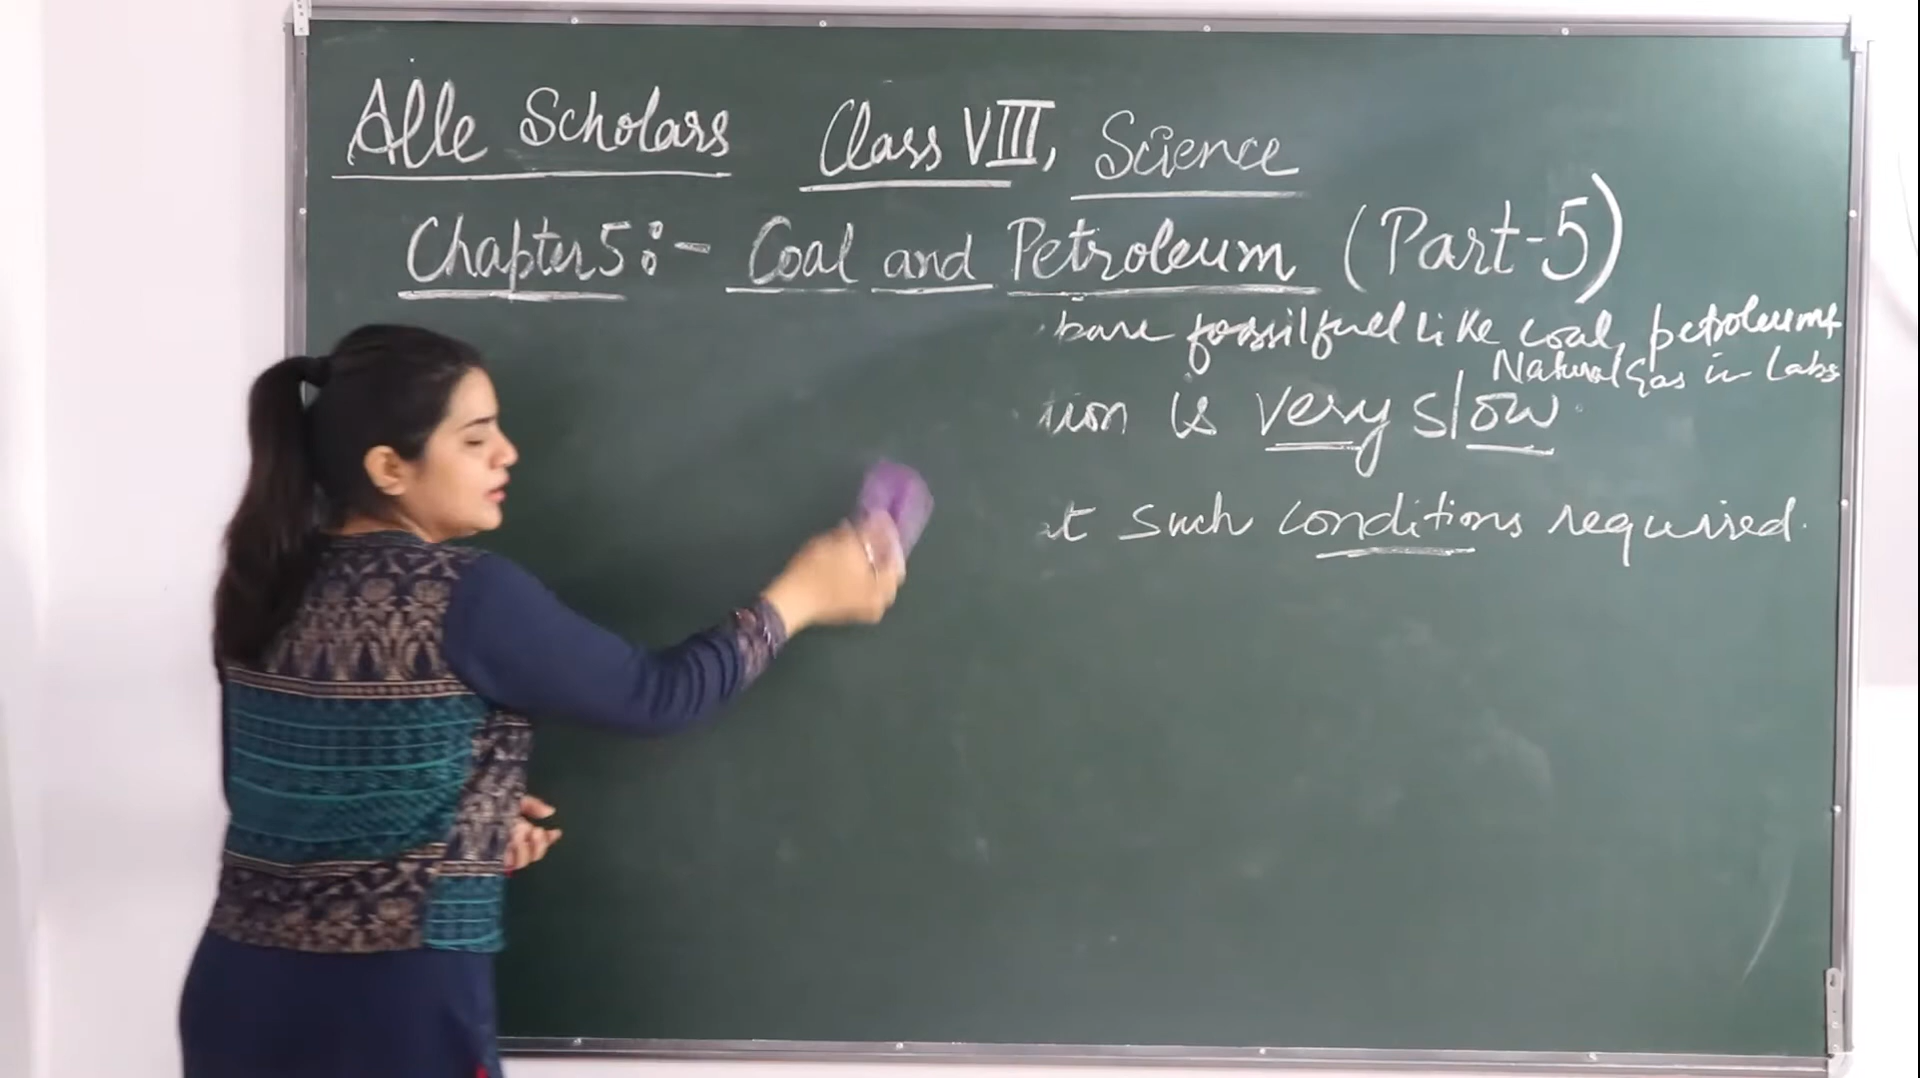 Alle Scholars Class VIII, Science
Chapter 5:- Coal and Petroleum (Part-5)
fossil fuel like coal, petroleum &
Natural Gas in Labs
tion is very slow.
t such conditions required.